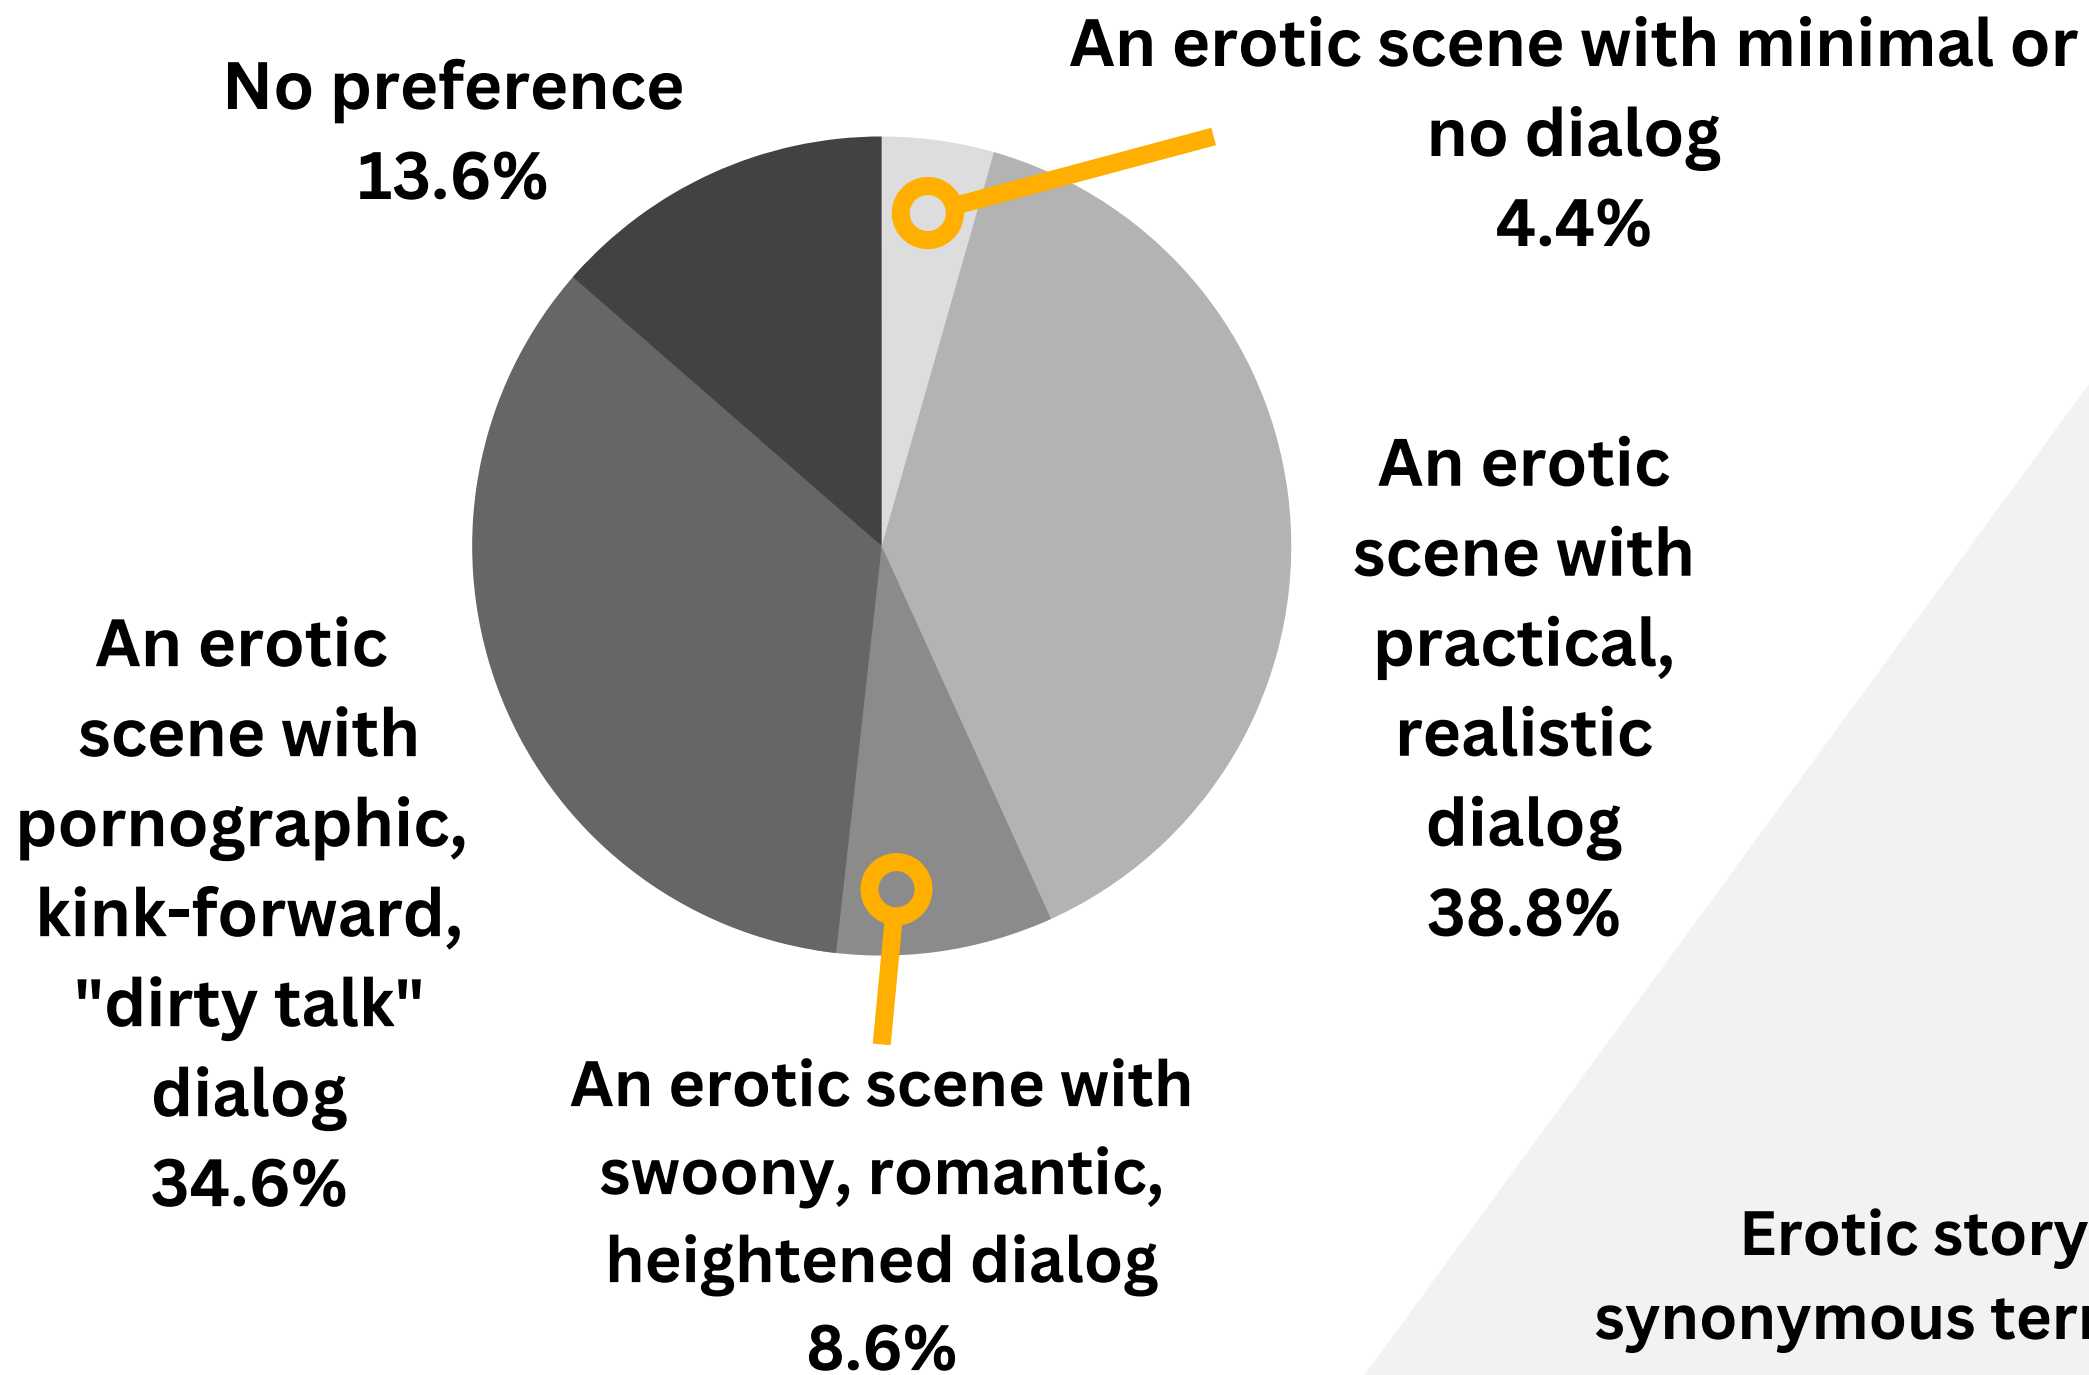 No preference
13.6%
An erotic scene with minimal or
no dialog
4.4%
An erotic
scene with
practical,
realistic
dialog
38.8%
An erotic
scene with
pornographic,
kink-forward,
"dirty talk"
dialog
34.6%
An erotic scene with
swoony, romantic,
heightened dialog
8.6%
Erotic story
synonymous